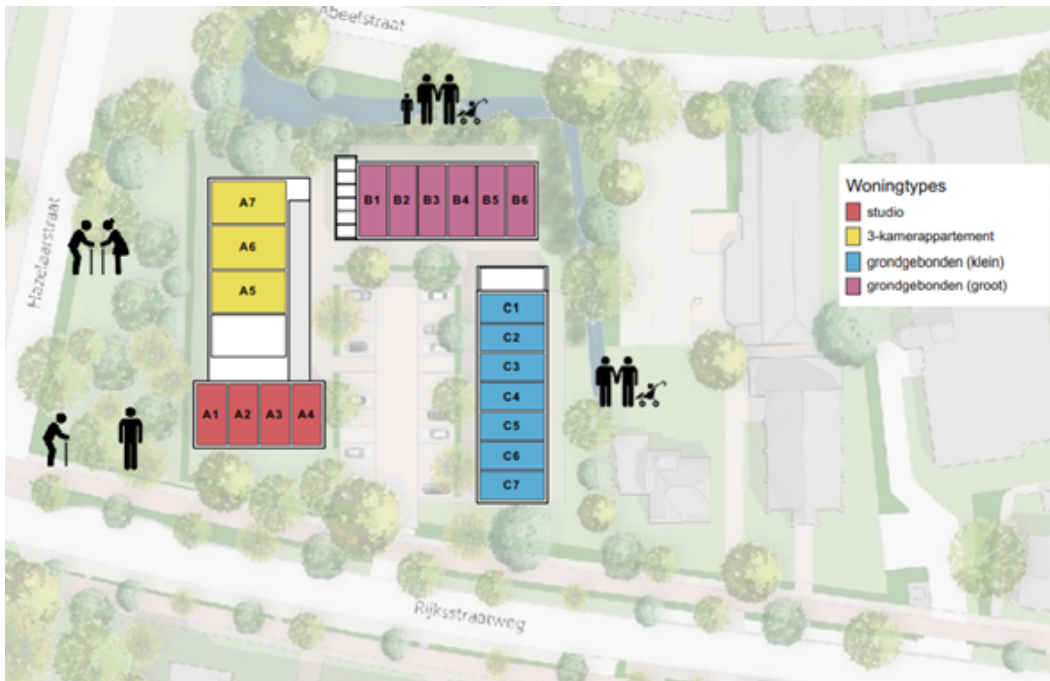 Abeelstraat
Hazelaarstraat
A7
A6
A5
A1 A2 A3 A4
B1 B2 B3 B4 B5 B6
C1
C2
C3
C4
C5
C6
C7
Woningtypes
studio
3-kamerappartement
grondgebonden (klein)
grondgebonden (groot)
Rijksstraatweg